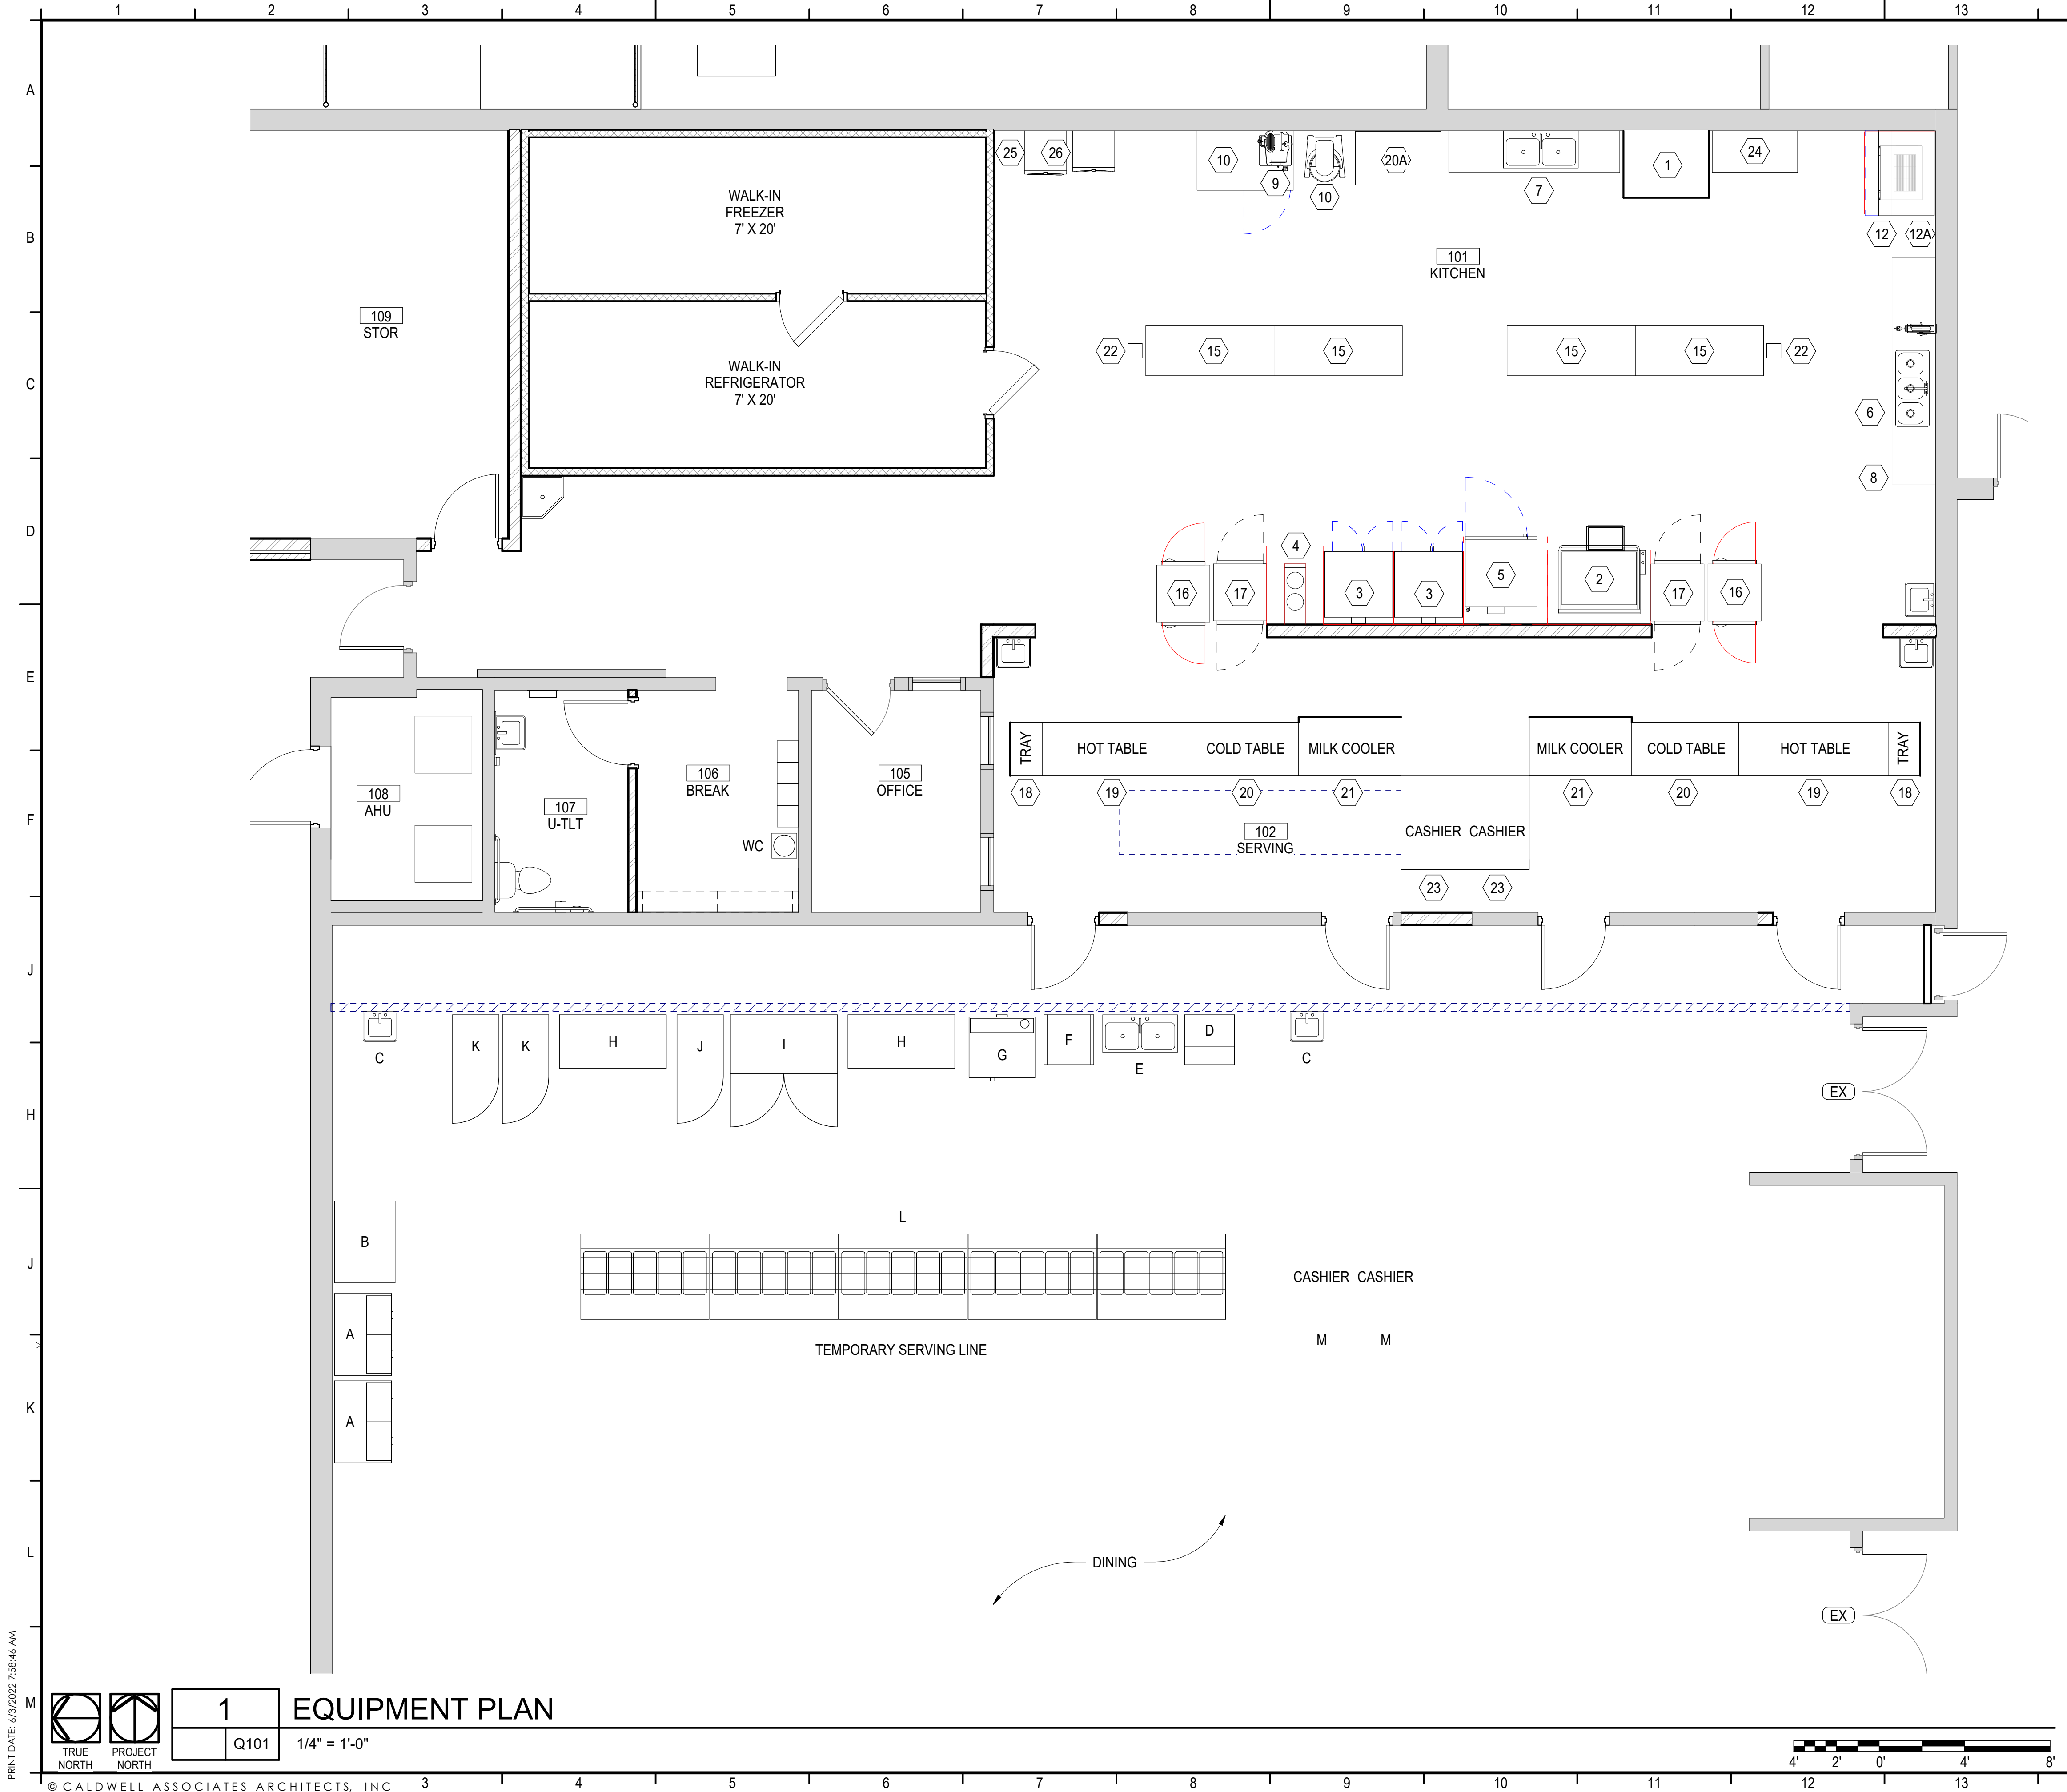 1 2 3 4 5 6 7 8 9 10 11 12 13
A
25 26 10 9 10 20A 7 1 24
WALK-IN
FREEZER
7' X 20'
B
12 12A
101
KITCHEN
109
STOR
22 15 15 15 15 22
WALK-IN
REFRIGERATOR
7' X 20'
C
6
8
D
4
16 17 3 3 5 2 17 16
E
TRAY HOT TABLE COLD TABLE MILK COOLER MILK COOLER COLD TABLE HOT TABLE TRAY
106
BREAK
105
OFFICE
108
AHU
18 19 20 21 21 20 19 18
107
U-TLT
F
102
SERVING
CASHIER CASHIER
WC
23 23
J
C K K H J I H G F E D C
EX
H
L
B
J
CASHIER CASHIER
A
M M
TEMPORARY SERVING LINE
K
A
L
DINING
EX
M
PRINT DATE: 6/3/2022 7:58:46 AM
1
EQUIPMENT PLAN
Q101
1/4" = 1'-0"
TRUE
NORTH
PROJECT
NORTH
4' 2' 0' 4' 8'
© CALDWELL ASSOCIATES ARCHITECTS, INC
3 4 5 6 7 8 9 10 11 12 13